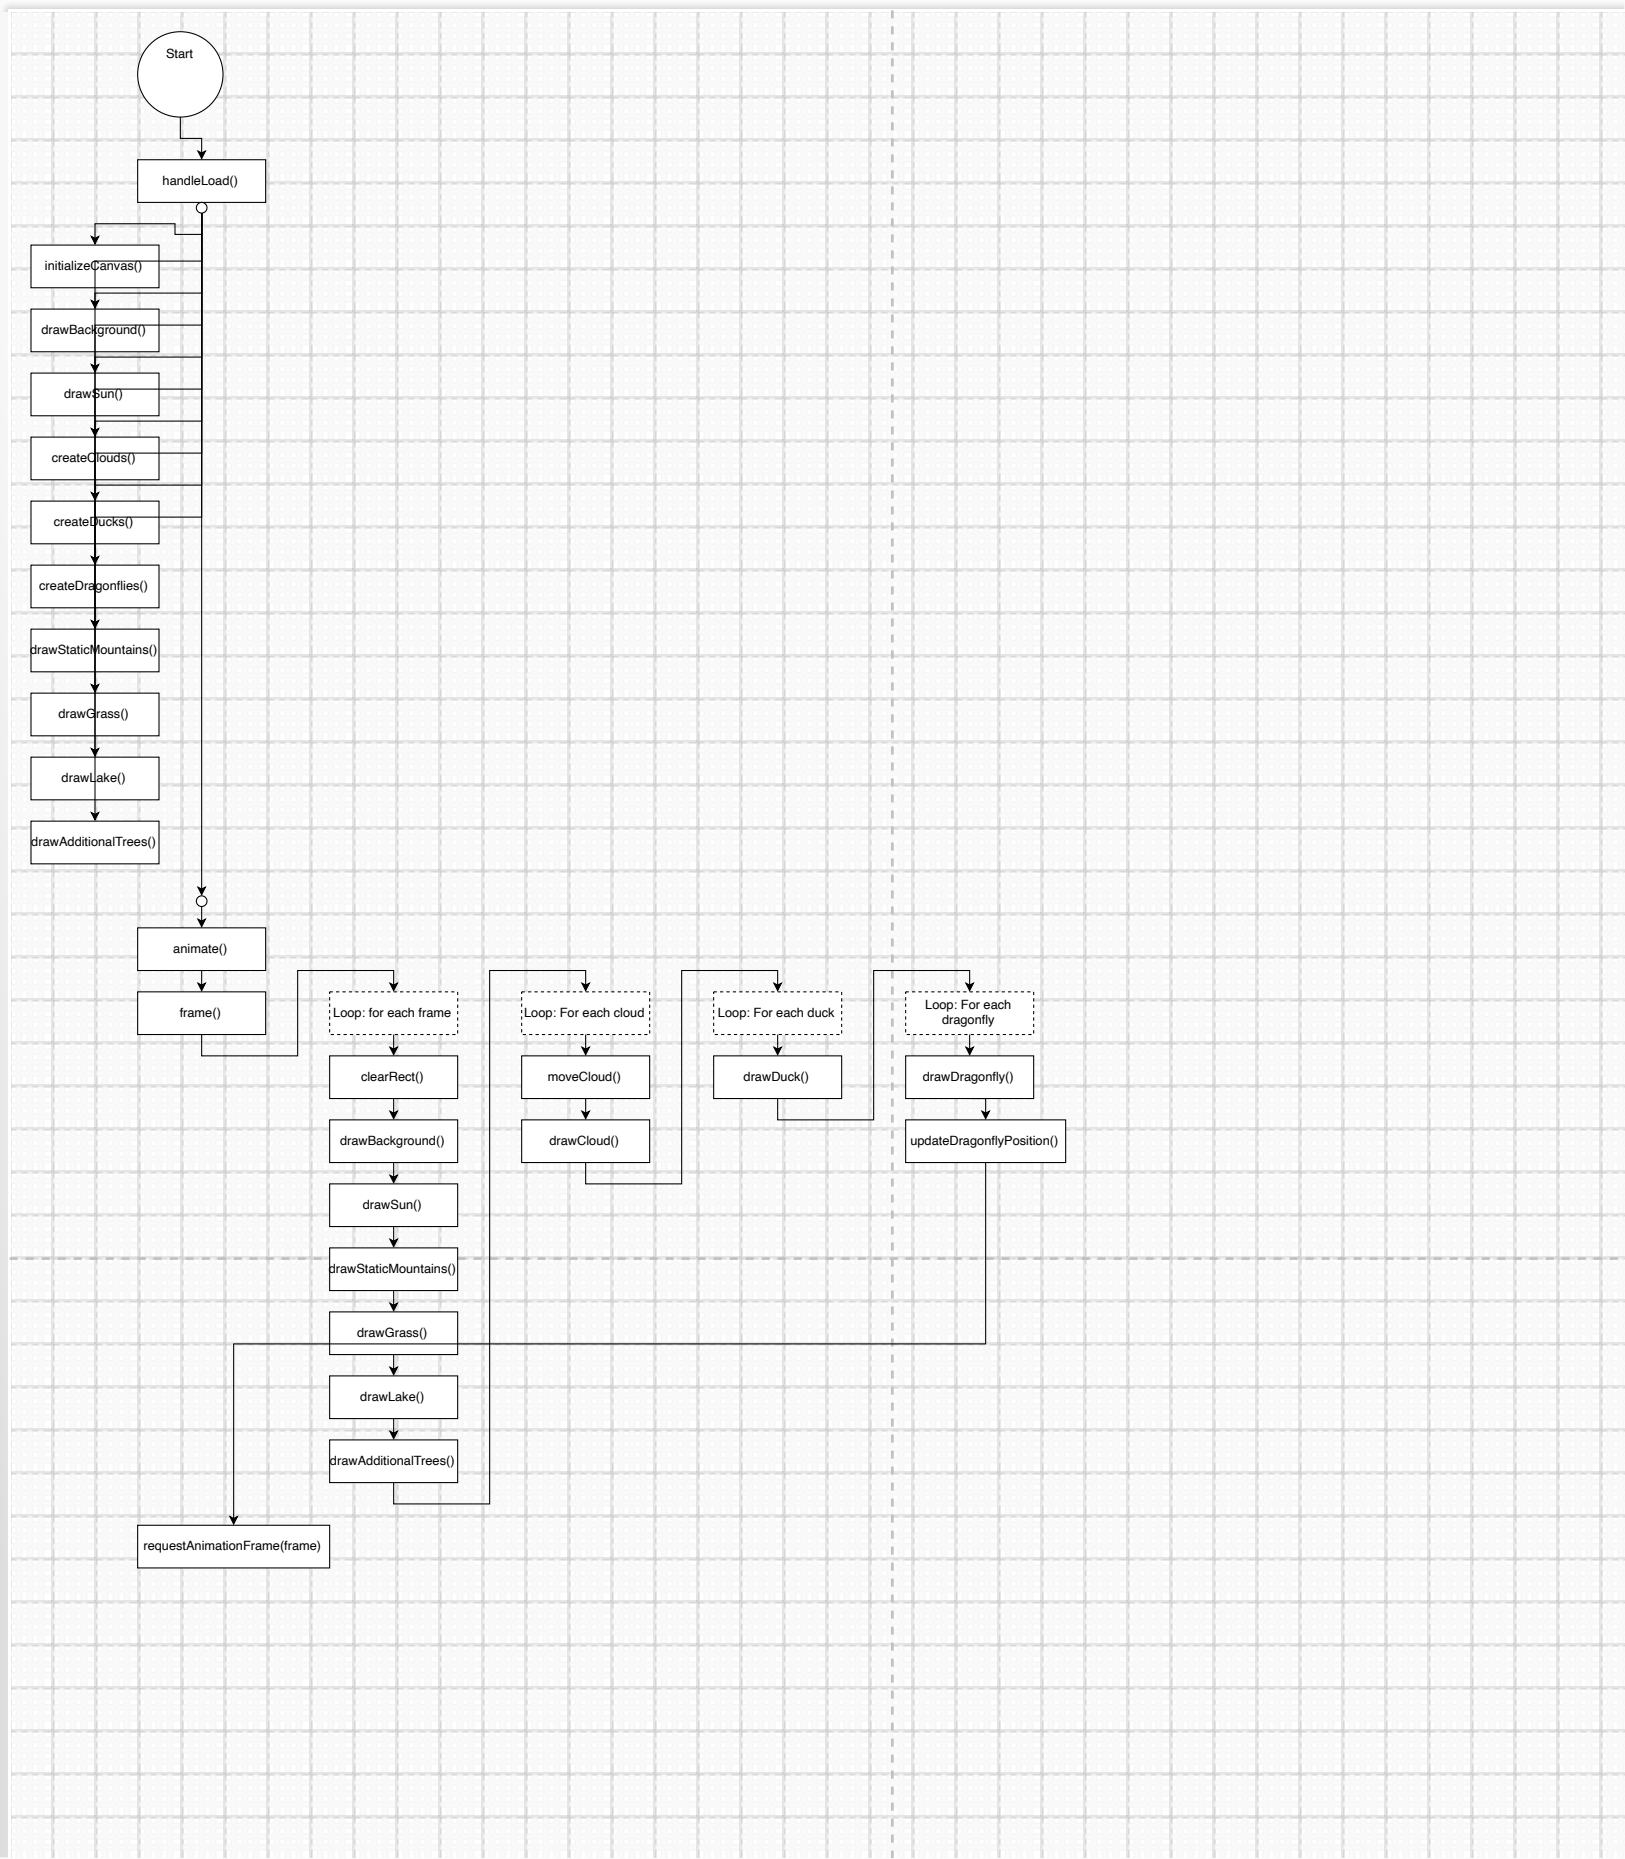 Start
handleLoad()
initializeCanvas()
drawBackground()
drawSun()
createClouds()
createDucks()
createDragonflies()
drawStaticMountains()
drawGrass()
drawLake()
drawAdditionalTrees()
animate()
frame()
Loop: for each frame
clearRect()
drawBackground()
drawSun()
drawStaticMountains()
drawGrass()
drawLake()
drawAdditionalTrees()
Loop: For each cloud
moveCloud()
drawCloud()
Loop: For each duck
drawDuck()
Loop: For each
dragonfly
drawDragonfly()
updateDragonflyPosition()
requestAnimationFrame(frame)